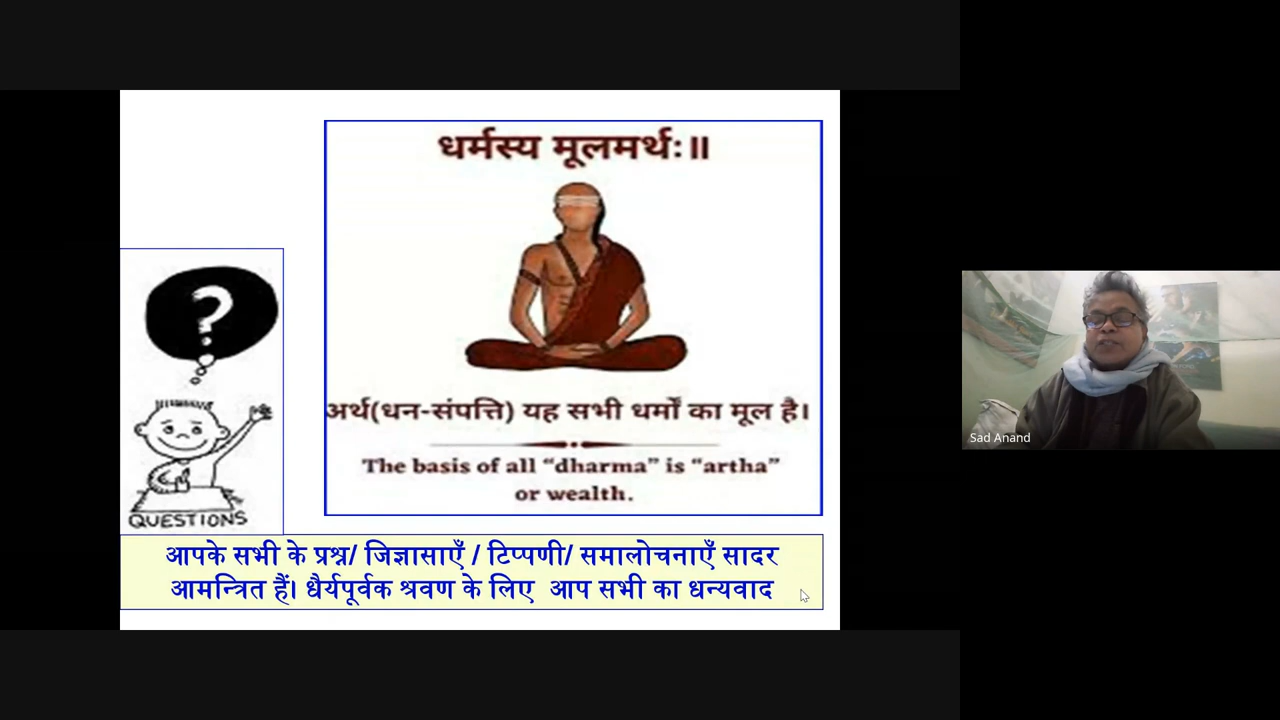 धर्मस्य मूलमर्थः॥
अर्थ(धन-संपत्ति) यह सभी धर्मों का मूल है।
The basis of all “dharma” is “artha”
or wealth.
?
QUESTIONS
आपके सभी के प्रश्न/ जिज्ञासाएँ / टिप्पणी/ समालोचनाएँ सादर
आमन्त्रित हैं। धैर्यपूर्वक श्रवण के लिए आप सभी का धन्यवाद
Sad Anand